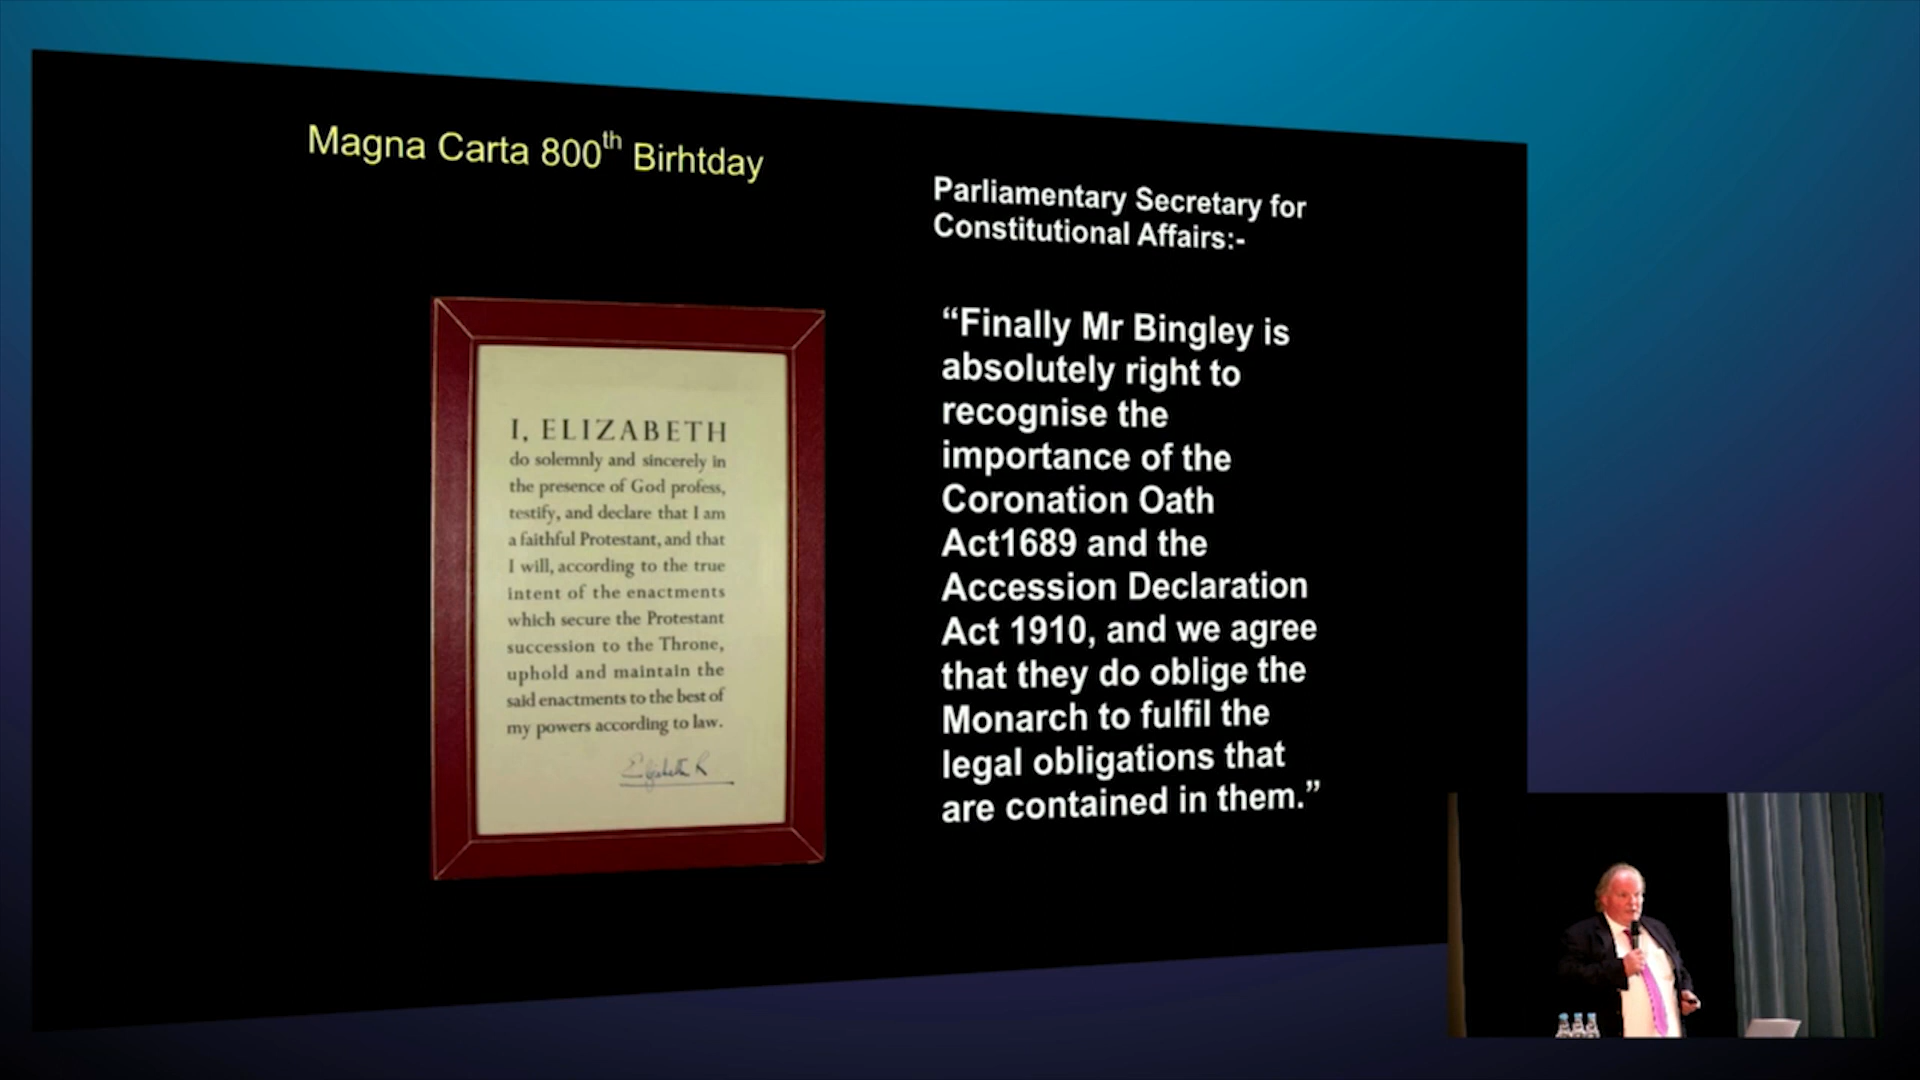 Magna Carta 800th Birhtday
Parliamentary Secretary for
Constitutional Affairs:-
I, ELIZABETH
do solemnly and sincerely in
the presence of God profess,
testify, and declare that I am
a faithful Protestant, and that
I will, according to the true
intent of the enactments
which secure the Protestant
succession to the Throne,
uphold and maintain the
said enactments to the best of
my powers according to law.
Elizabeth R
“Finally Mr Bingley is
absolutely right to
recognise the
importance of the
Coronation Oath
Act1689 and the
Accession Declaration
Act 1910, and we agree
that they do oblige the
Monarch to fulfil the
legal obligations that
are contained in them.”